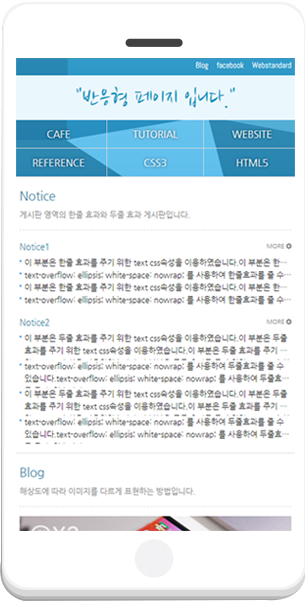 Blog facebook Webstandard
"반응형 페이지 입니다."
CAFE TUTORIAL WEBSITE
REFERENCE CSS3 HTML5
Notice
게시판 영역의 한줄 효과와 두줄 효과 게시판입니다.
Notice1 MORE
이 부분은 한줄 효과를 주기 위한 text css속성을 이용하였습니다.이 부분은 한…
text-overflow: ellipsis; white-space: nowrap; 를 사용하여 한줄효과를 줄 수…
이 부분은 한줄 효과를 주기 위한 text css속성을 이용하였습니다.이 부분은 한…
text-overflow: ellipsis; white-space: nowrap; 를 사용하여 한줄효과를 줄 수…
Notice2 MORE
이 부분은 두줄 효과를 주기 위한 text css속성을 이용하였습니다.이 부분은 두줄
효과를 주기 위한 text css속성을 이용하였습니다.이 부분은 두줄 효과를 주기 …
text-overflow: ellipsis; white-space: nowrap; 를 사용하여 두줄효과를 줄 수
있습니다.text-overflow: ellipsis; white-space: nowrap; 를 사용하여 두줄효…
이 부분은 두줄 효과를 주기 위한 text css속성을 이용하였습니다.이 부분은 두줄
효과를 주기 위한 text css속성을 이용하였습니다.이 부분은 두줄 효과를 주기 …
text-overflow: ellipsis; white-space: nowrap; 를 사용하여 두줄효과를 줄 수
있습니다.text-overflow: ellipsis; white-space: nowrap; 를 사용하여 두줄효…
Blog
해상도에 따라 이미지를 다르게 표현하는 방법입니다.